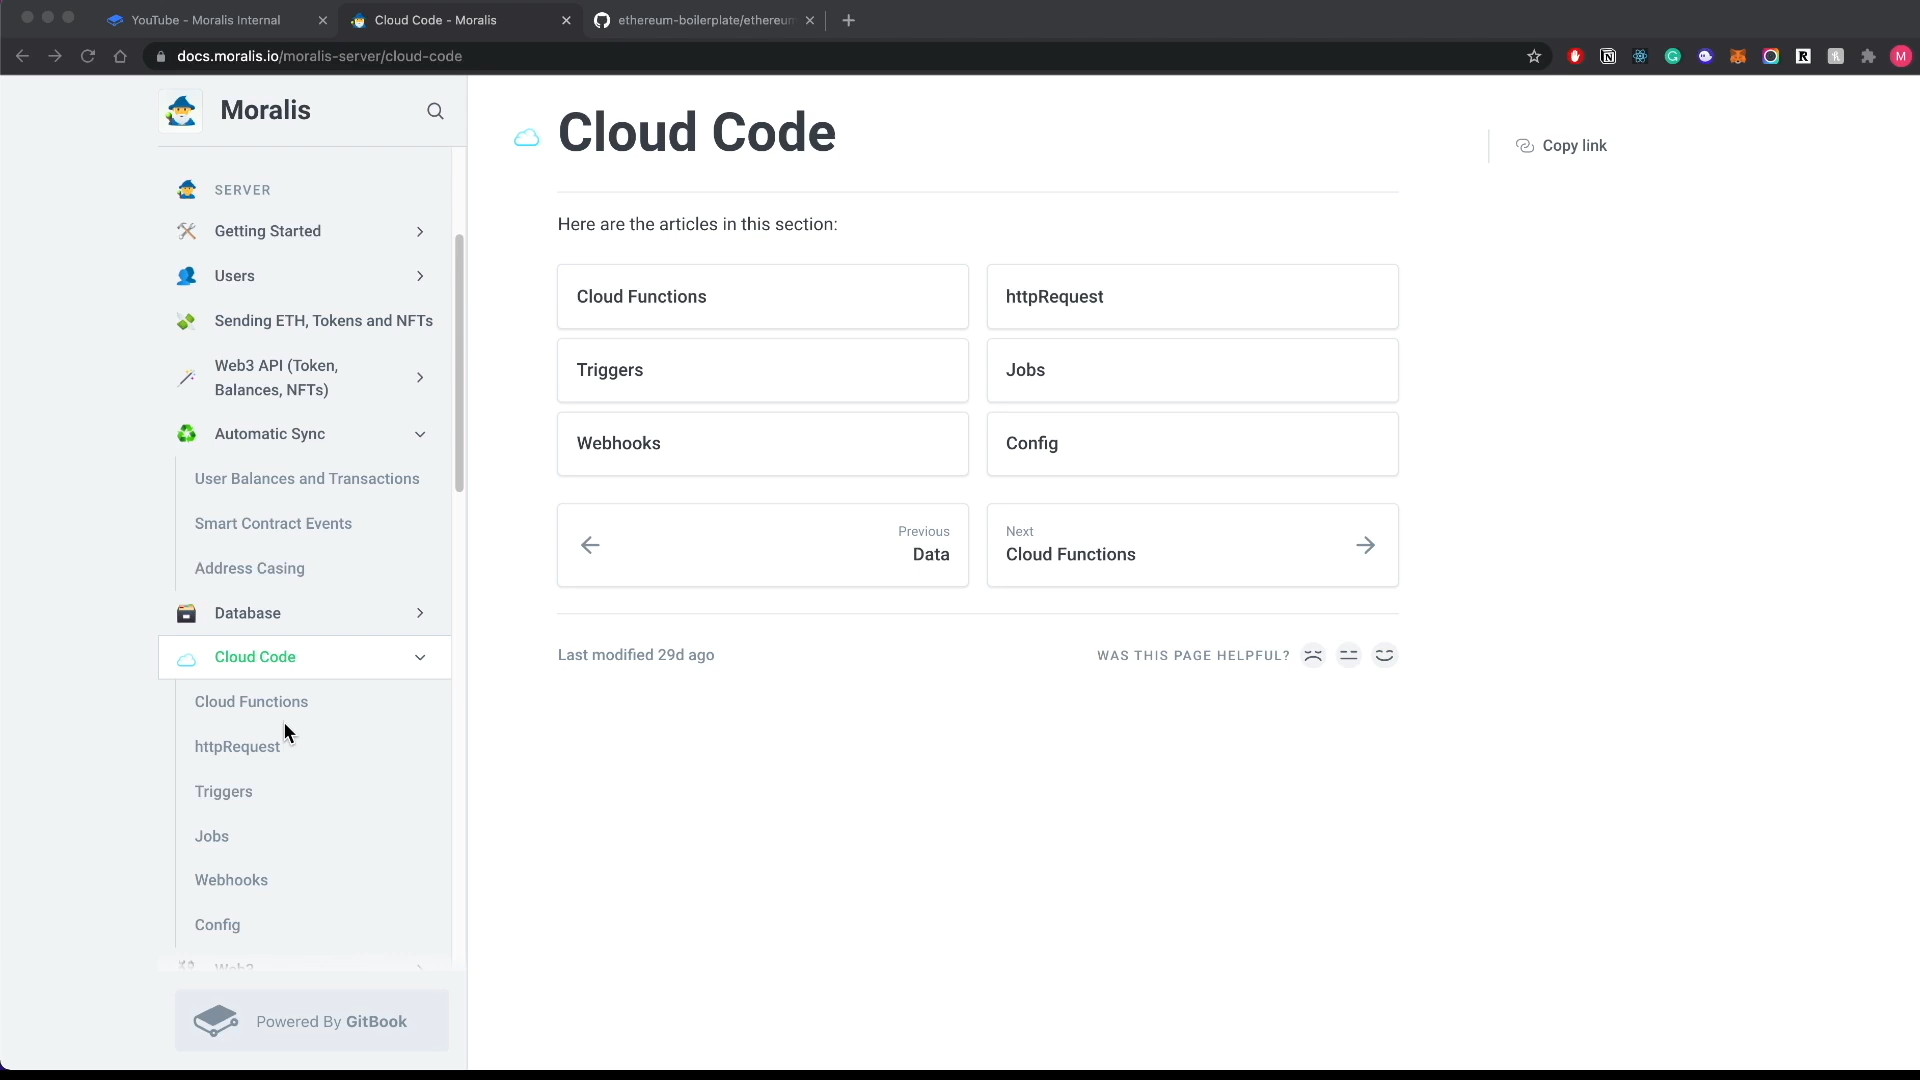 YouTube - Moralis Internal
Cloud Code - Moralis
ethereum-boilerplate/ethereum
docs.moralis.io/moralis-server/cloud-code
M
Moralis
SERVER
Getting Started
Users
Sending ETH, Tokens and NFTs
Web3 API (Token,
Balances, NFTs)
Automatic Sync
User Balances and Transactions
Smart Contract Events
Address Casing
Database
Cloud Code
Cloud Functions
httpRequest
Triggers
Jobs
Webhooks
Config
Web3
Powered By GitBook
Cloud Code
Copy link
Here are the articles in this section:
Cloud Functions
httpRequest
Triggers
Jobs
Webhooks
Config
Previous
Data
Next
Cloud Functions
Last modified 29d ago
WAS THIS PAGE HELPFUL?